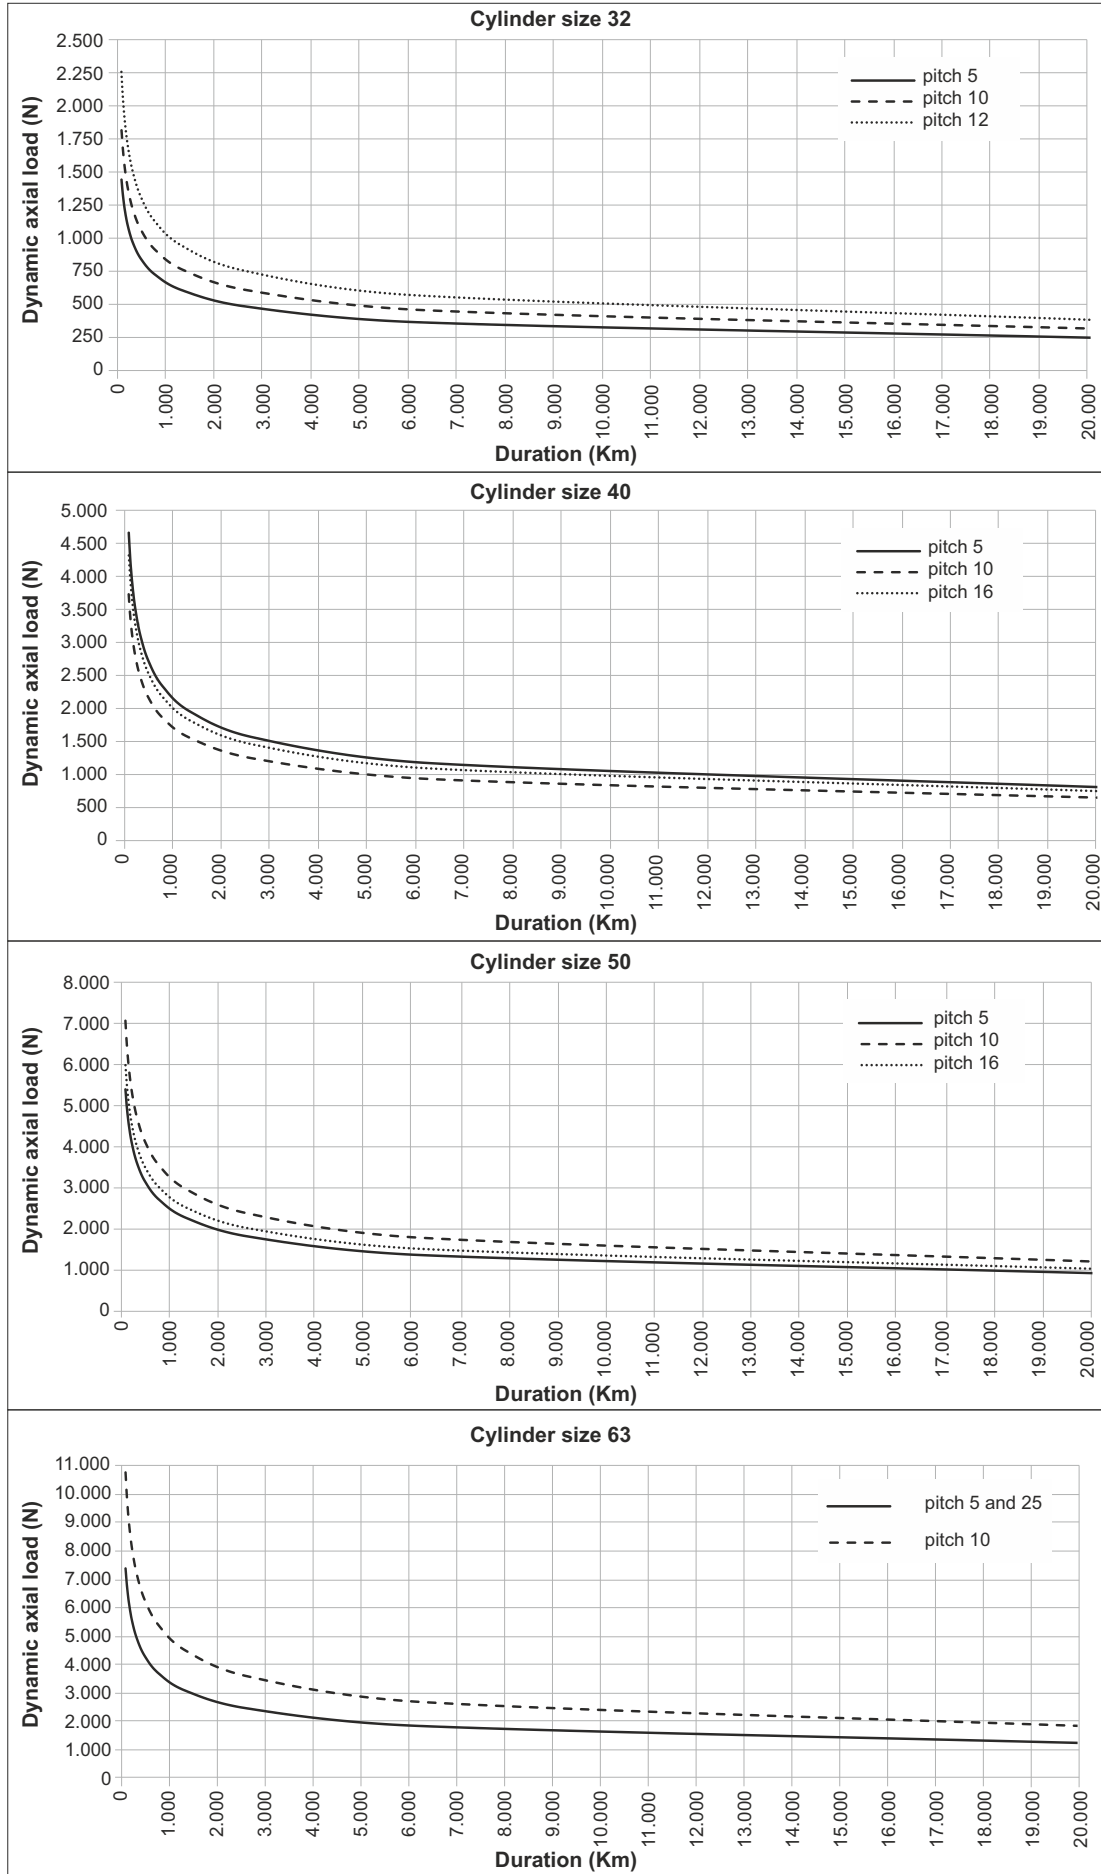 Cylinder size 32
Dynamic axial load (N)
2.500
2.250
2.000
1.750
1.500
1.250
1.000
750
500
250
0
pitch 5
pitch 10
pitch 12
0 1.000 2.000 3.000 4.000 5.000 6.000 7.000 8.000 9.000 10.000 11.000 12.000 13.000 14.000 15.000 16.000 17.000 18.000 19.000 20.000
Duration (Km)
Cylinder size 40
Dynamic axial load (N)
5.000
4.500
4.000
3.500
3.000
2.500
2.000
1.500
1.000
500
0
pitch 5
pitch 10
pitch 16
0 1.000 2.000 3.000 4.000 5.000 6.000 7.000 8.000 9.000 10.000 11.000 12.000 13.000 14.000 15.000 16.000 17.000 18.000 19.000 20.000
Duration (Km)
Cylinder size 50
Dynamic axial load (N)
8.000
7.000
6.000
5.000
4.000
3.000
2.000
1.000
0
pitch 5
pitch 10
pitch 16
0 1.000 2.000 3.000 4.000 5.000 6.000 7.000 8.000 9.000 10.000 11.000 12.000 13.000 14.000 15.000 16.000 17.000 18.000 19.000 20.000
Duration (Km)
Cylinder size 63
Dynamic axial load (N)
11.000
10.000
9.000
8.000
7.000
6.000
5.000
4.000
3.000
2.000
1.000
0
pitch 5 and 25
pitch 10
0 1.000 2.000 3.000 4.000 5.000 6.000 7.000 8.000 9.000 10.000 11.000 12.000 13.000 14.000 15.000 16.000 17.000 18.000 19.000 20.000
Duration (Km)